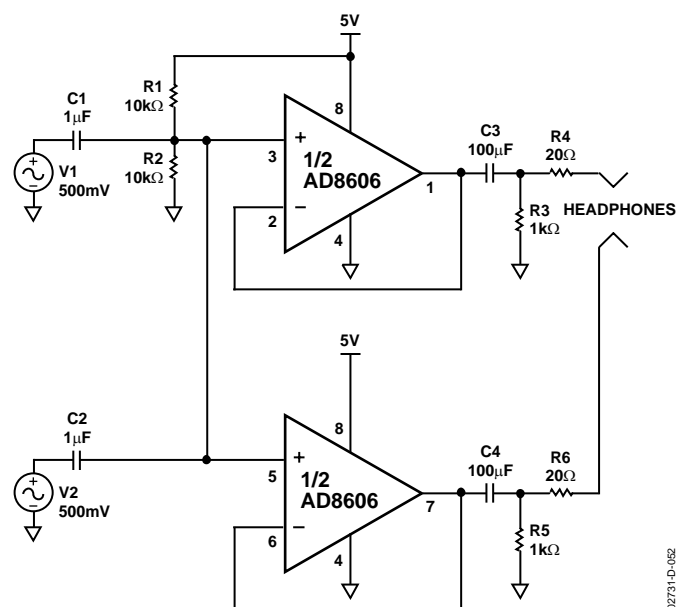 5V
R1
10kΩ
C1
1μF
8
C3
100μF
R4
20Ω
V1
500mV
R2
10kΩ
+
3
1/2
AD8606
1
−
2
4
R3
1kΩ
HEADPHONES
5V
C2
1μF
8
C4
100μF
R6
20Ω
V2
500mV
+
5
1/2
AD8606
7
−
6
4
R5
1kΩ
02731-D-052